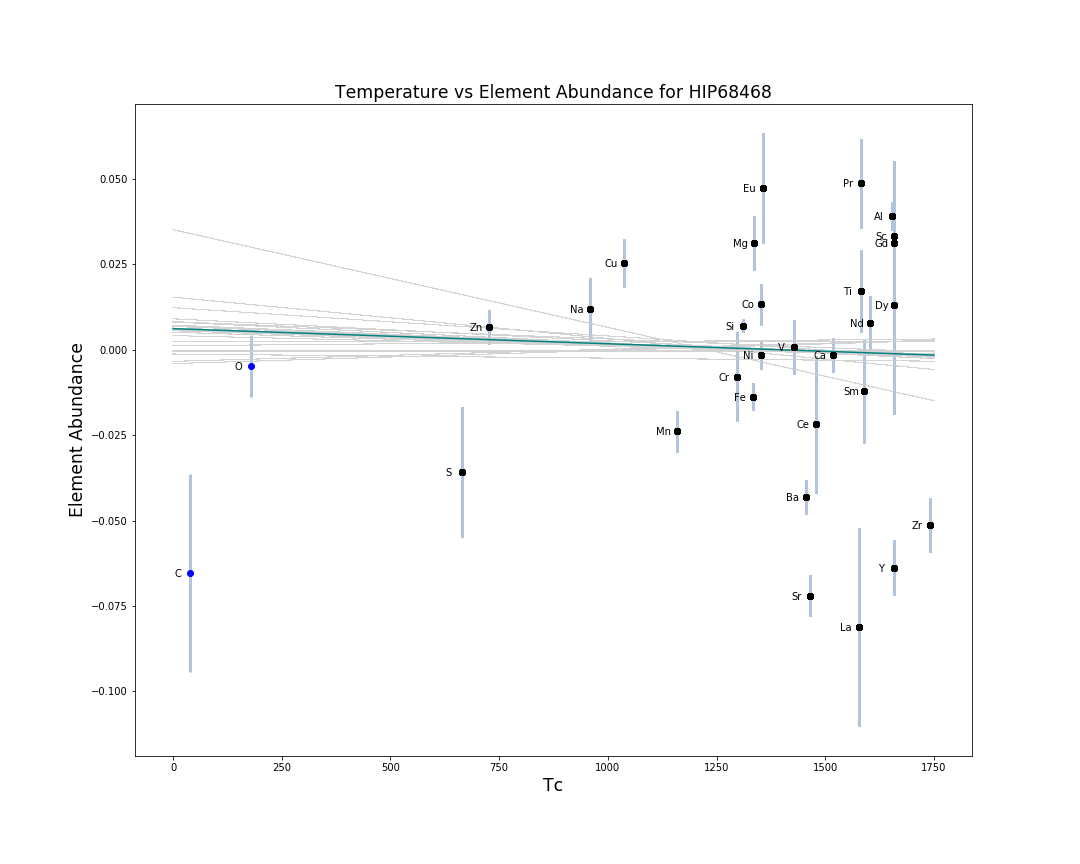 Temperature vs Element Abundance for HIP68468
Element Abundance
0.050
0.025
0.000
−0.025
−0.050
−0.075
−0.100
Eu
Pr
Al
Sc
Gd
Mg
Cu
Ti
Na
Co
Dy
Zn
Si
Nd
V
Ni
Ca
O
Cr
Fe
Sm
Mn
Ce
S
Ba
Zr
C
Y
Sr
La
0
250
500
750
1000
1250
1500
1750
Tc